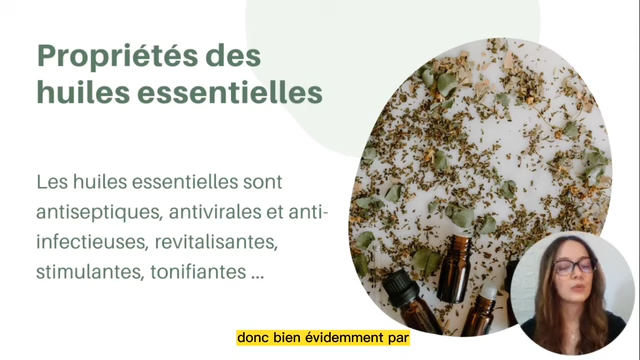 Propriétés des
huiles essentielles
Les huiles essentielles sont
antiseptiques, antivirales et anti-
infectieuses, revitalisantes,
stimulantes, tonifiantes ...
donc bien évidemment par